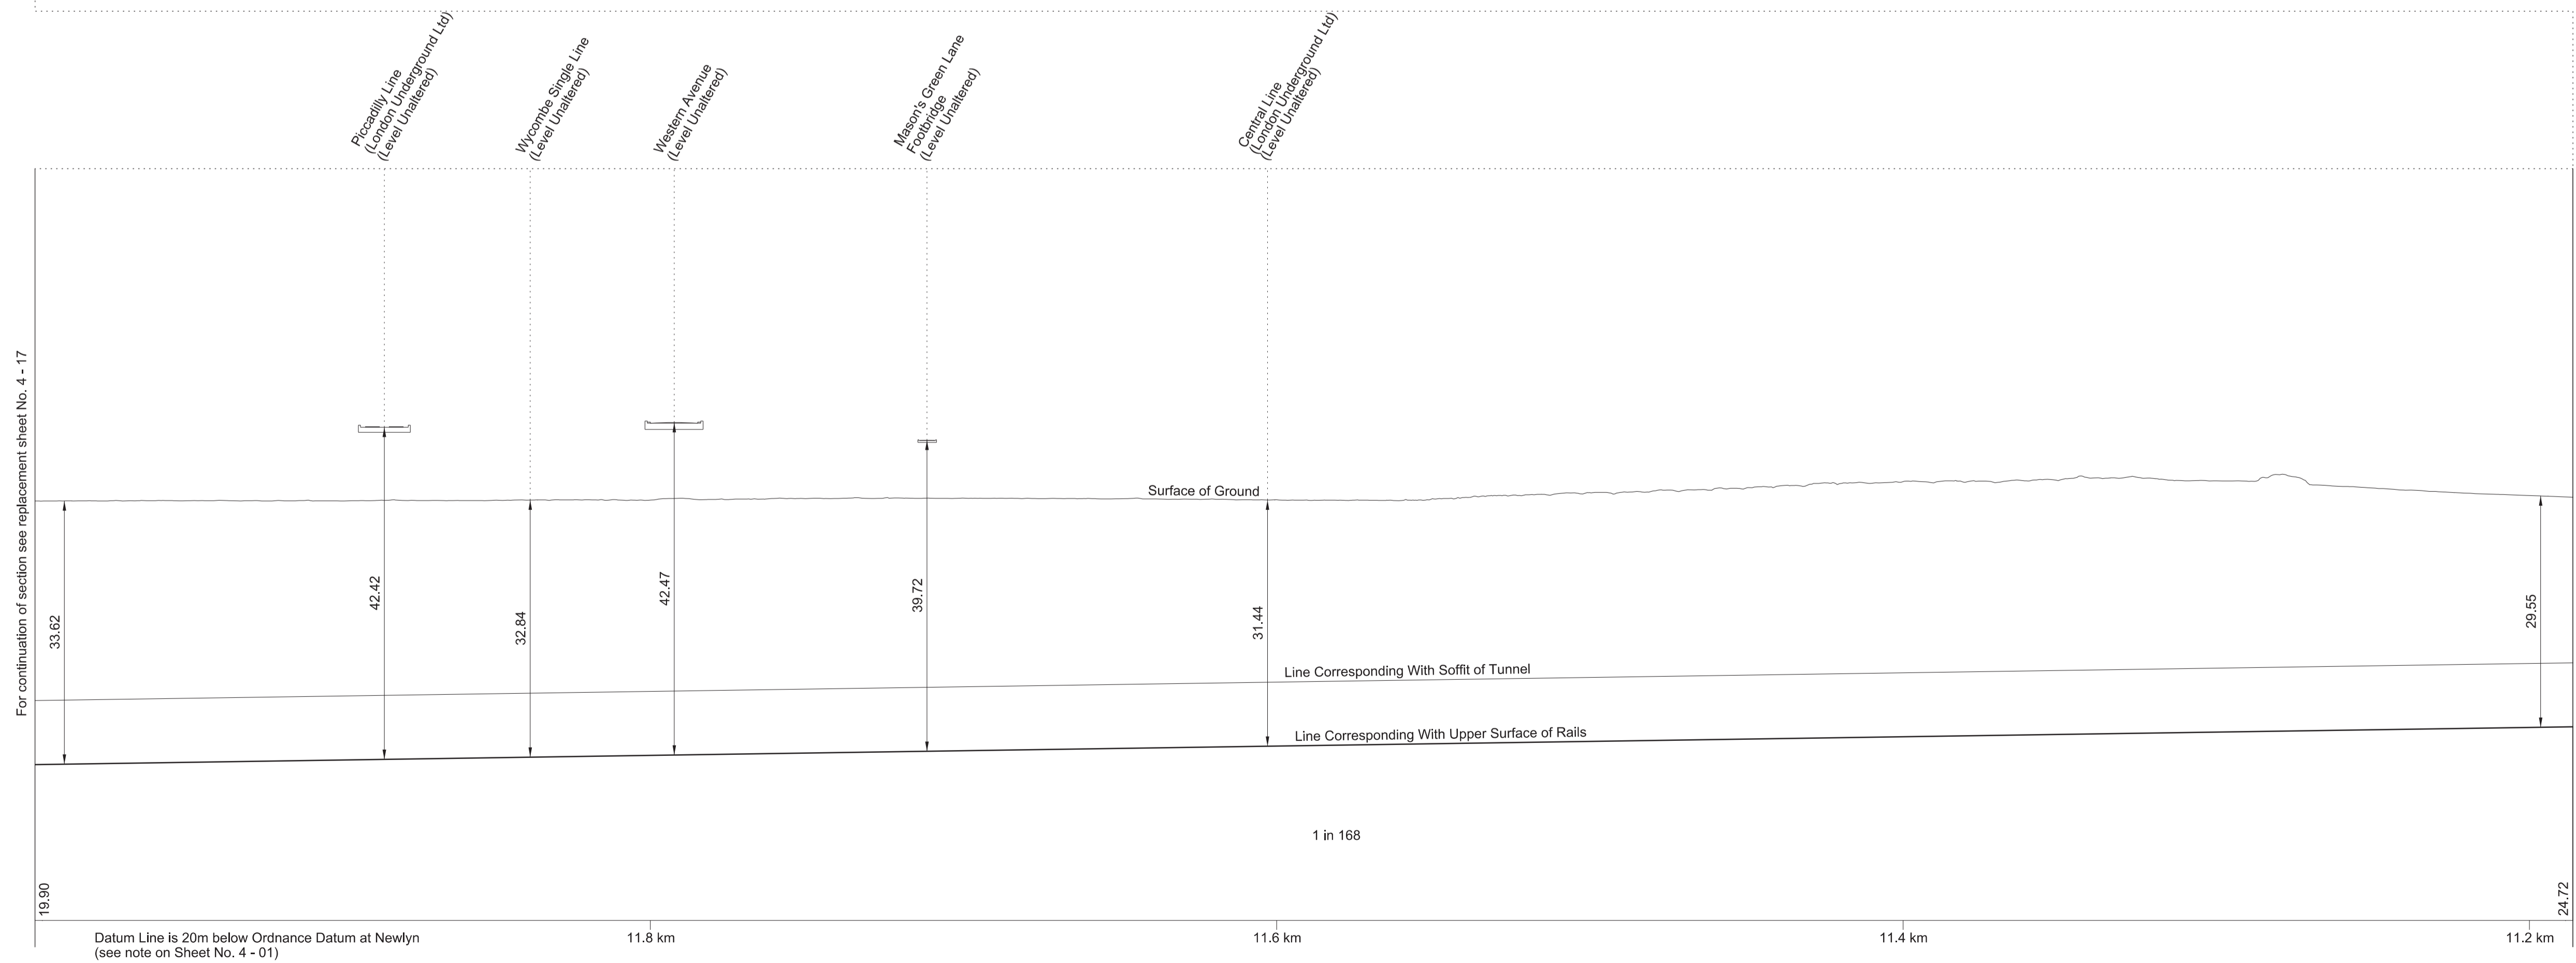 Piccadilly Line
(London Underground Ltd)
(Level Unaltered)
Wycombe Single Line
(Level Unaltered)
Western Avenue
(Level Unaltered)
Mason's Green Lane
Footbridge
(Level Unaltered)
Central Line
(London Underground Ltd)
(Level Unaltered)
For continuation of section see replacement sheet No. 4 - 17
Surface of Ground
33.62
42.42
32.84
42.47
39.72
31.44
29.55
Line Corresponding With Soffit of Tunnel
Line Corresponding With Upper Surface of Rails
1 in 168
19.90
24.72
Datum Line is 20m below Ordnance Datum at Newlyn
(see note on Sheet No. 4 - 01)
11.8 km
11.6 km
11.4 km
11.2 km